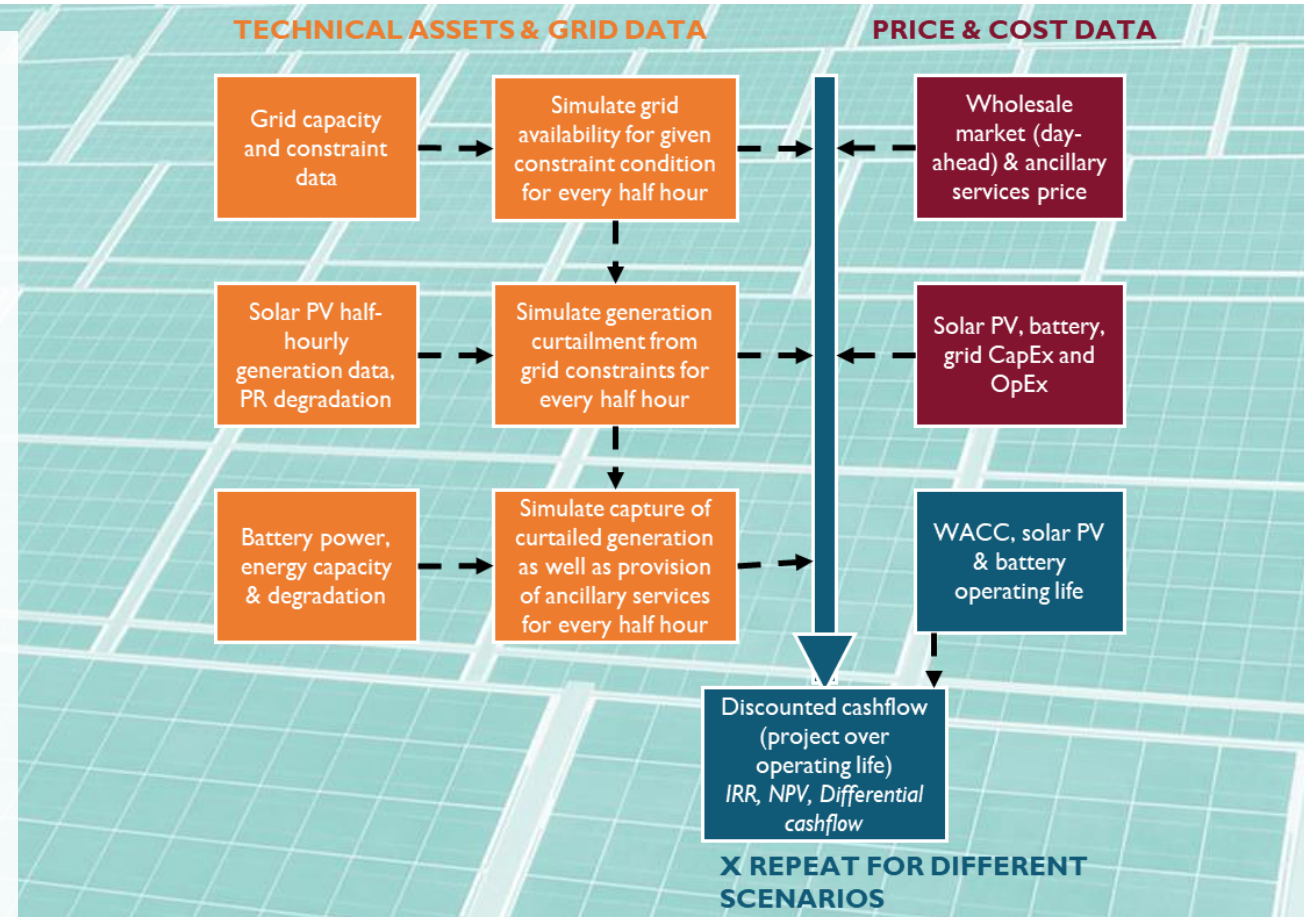 TECHNICAL ASSETS & GRID DATA
PRICE & COST DATA
Grid capacity
and constraint
data
Simulate grid
availability for given
constraint condition
for every half hour
Wholesale
market (day-
ahead) & ancillary
services price
Solar PV half-
hourly
generation data,
PR degradation
Simulate generation
curtailment from
grid constraints for
every half hour
Solar PV, battery,
grid CapEx and
OpEx
Battery power,
energy capacity
& degradation
Simulate capture of
curtailed generation
as well as provision
of ancillary services
for every half hour
WACC, solar PV
& battery
operating life
Discounted cashflow
(project over
operating life)
IRR, NPV, Differential
cashflow
X REPEAT FOR DIFFERENT
SCENARIOS